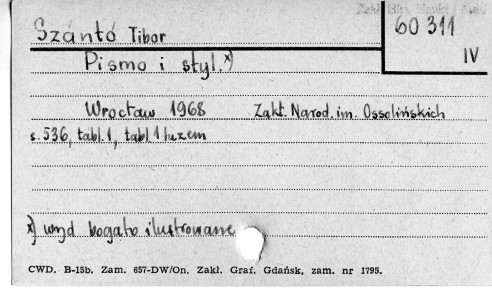 Szántó Tibor
60 311
IV
Pismo i styl. x)
Wrocław 1968 Zakł. Narod. im. Ossolińskich
s. 536, tabl. 1, tabl. 1 luzem
x) wyd bogato ilustrowane
CWD. B-15b. Zam. 657-DW/On. Zakł. Graf. Gdańsk, zam. nr 1795.